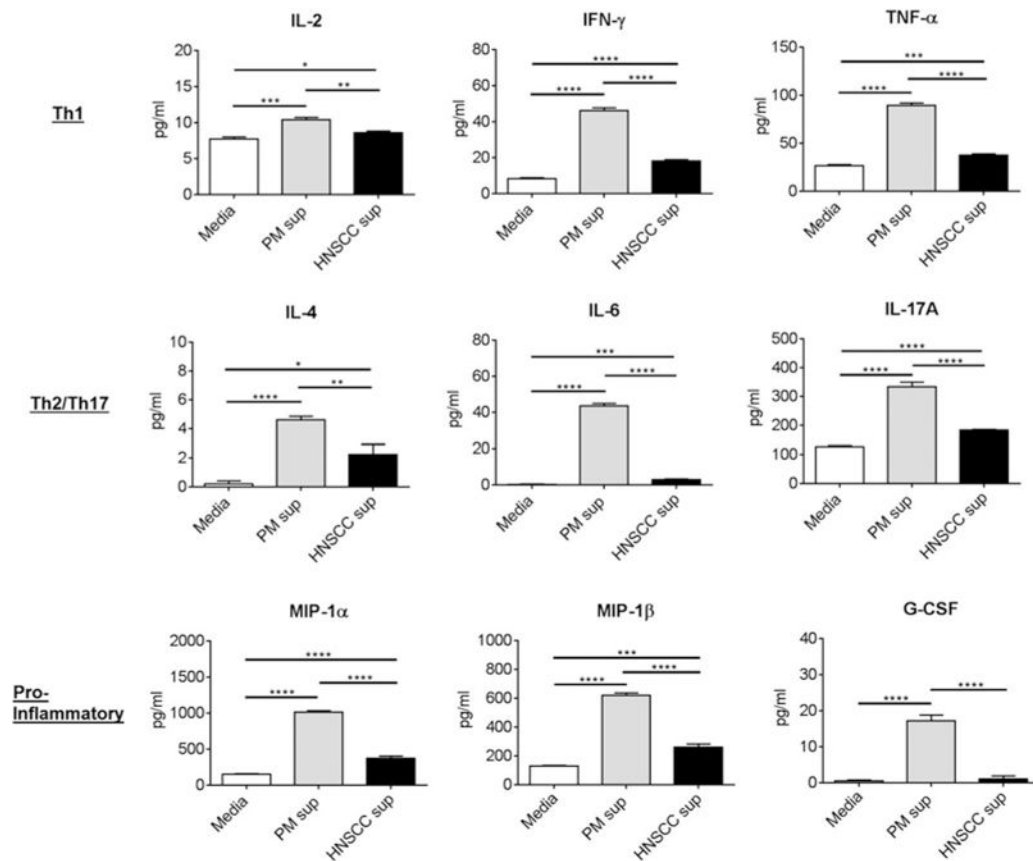 IL-2
IFN-γ
TNF-α
Th1
pg/ml
20
15
10
5
0
*
***
**
Media
PM sup
HNSCC sup
pg/ml
80
60
40
20
0
****
****
****
Media
PM sup
HNSCC sup
pg/ml
150
100
50
0
***
****
****
Media
PM sup
HNSCC sup
IL-4
IL-6
IL-17A
Th2/Th17
pg/ml
10
8
6
4
2
0
*
****
**
Media
PM sup
HNSCC sup
pg/ml
80
60
40
20
0
***
****
****
Media
PM sup
HNSCC sup
pg/ml
500
400
300
200
100
0
****
****
****
Media
PM sup
HNSCC sup
MIP-1α
MIP-1β
G-CSF
Pro-
Inflammatory
pg/ml
2000
1500
1000
500
0
****
****
****
Media
PM sup
HNSCC sup
pg/ml
1000
800
600
400
200
0
***
****
****
Media
PM sup
HNSCC sup
pg/ml
40
30
20
10
0
****
****
Media
PM sup
HNSCC sup